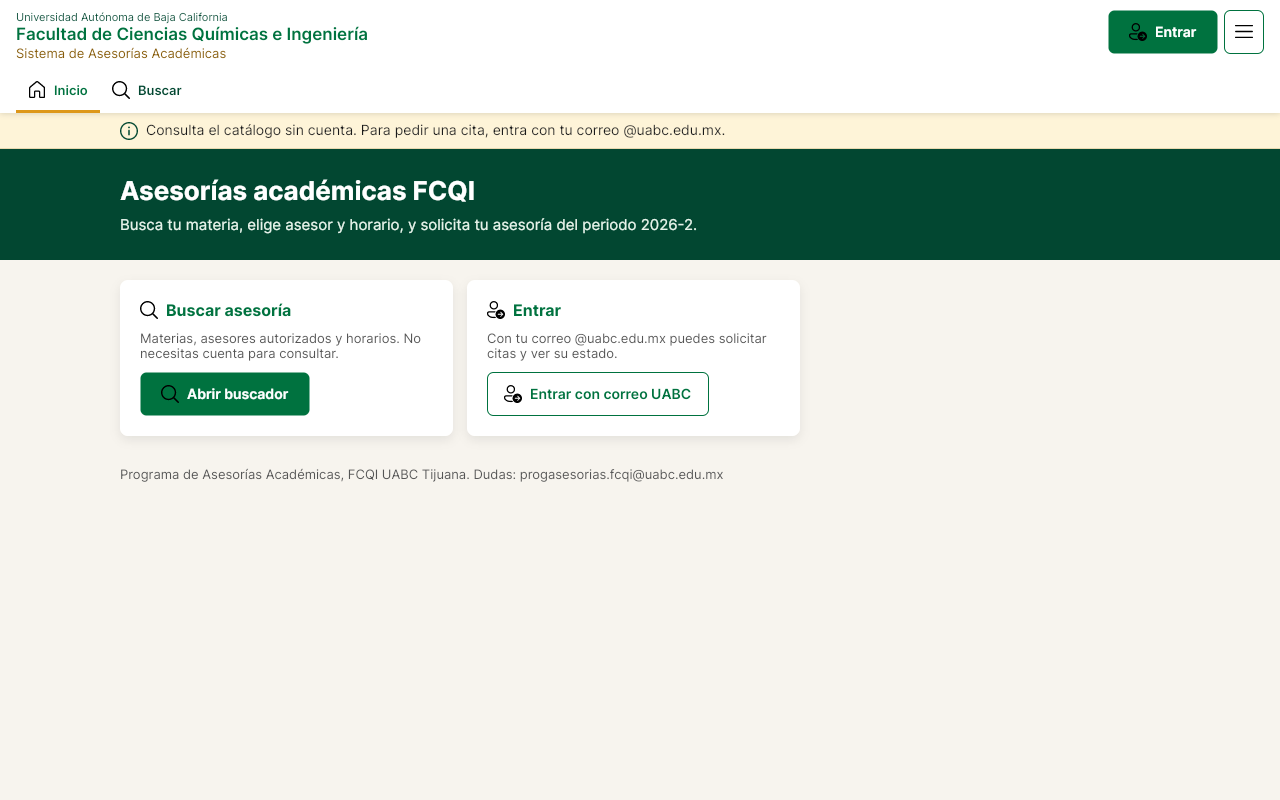 Universidad Autónoma de Baja California
Facultad de Ciencias Químicas e Ingeniería
Sistema de Asesorías Académicas
Entrar
Inicio
Buscar
Consulta el catálogo sin cuenta. Para pedir una cita, entra con tu correo @uabc.edu.mx.
Asesorías académicas FCQI
Busca tu materia, elige asesor y horario, y solicita tu asesoría del periodo 2026-2.
Buscar asesoría
Materias, asesores autorizados y horarios. No
necesitas cuenta para consultar.
Abrir buscador
Entrar
Con tu correo @uabc.edu.mx puedes solicitar
citas y ver su estado.
Entrar con correo UABC
Programa de Asesorías Académicas, FCQI UABC Tijuana. Dudas: progasesorias.fcqi@uabc.edu.mx